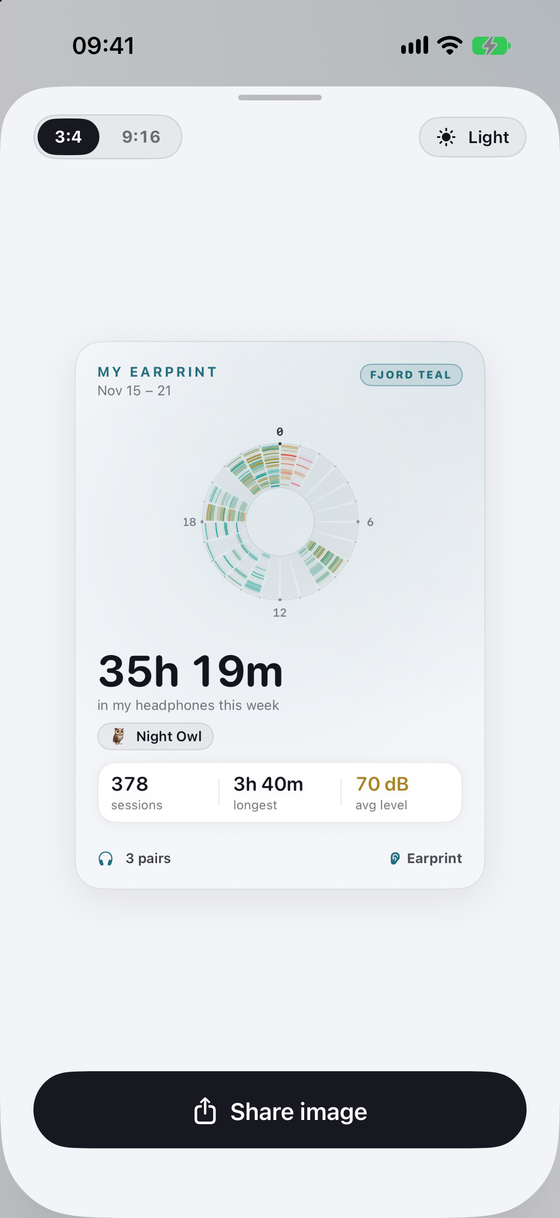 09:41
3:4 9:16 Light
MY EARPRINT FJORD TEAL
Nov 15 – 21
0
18 6
12
35h 19m
in my headphones this week
Night Owl
378 3h 40m 70 dB
sessions longest avg level
3 pairs Earprint
Share image